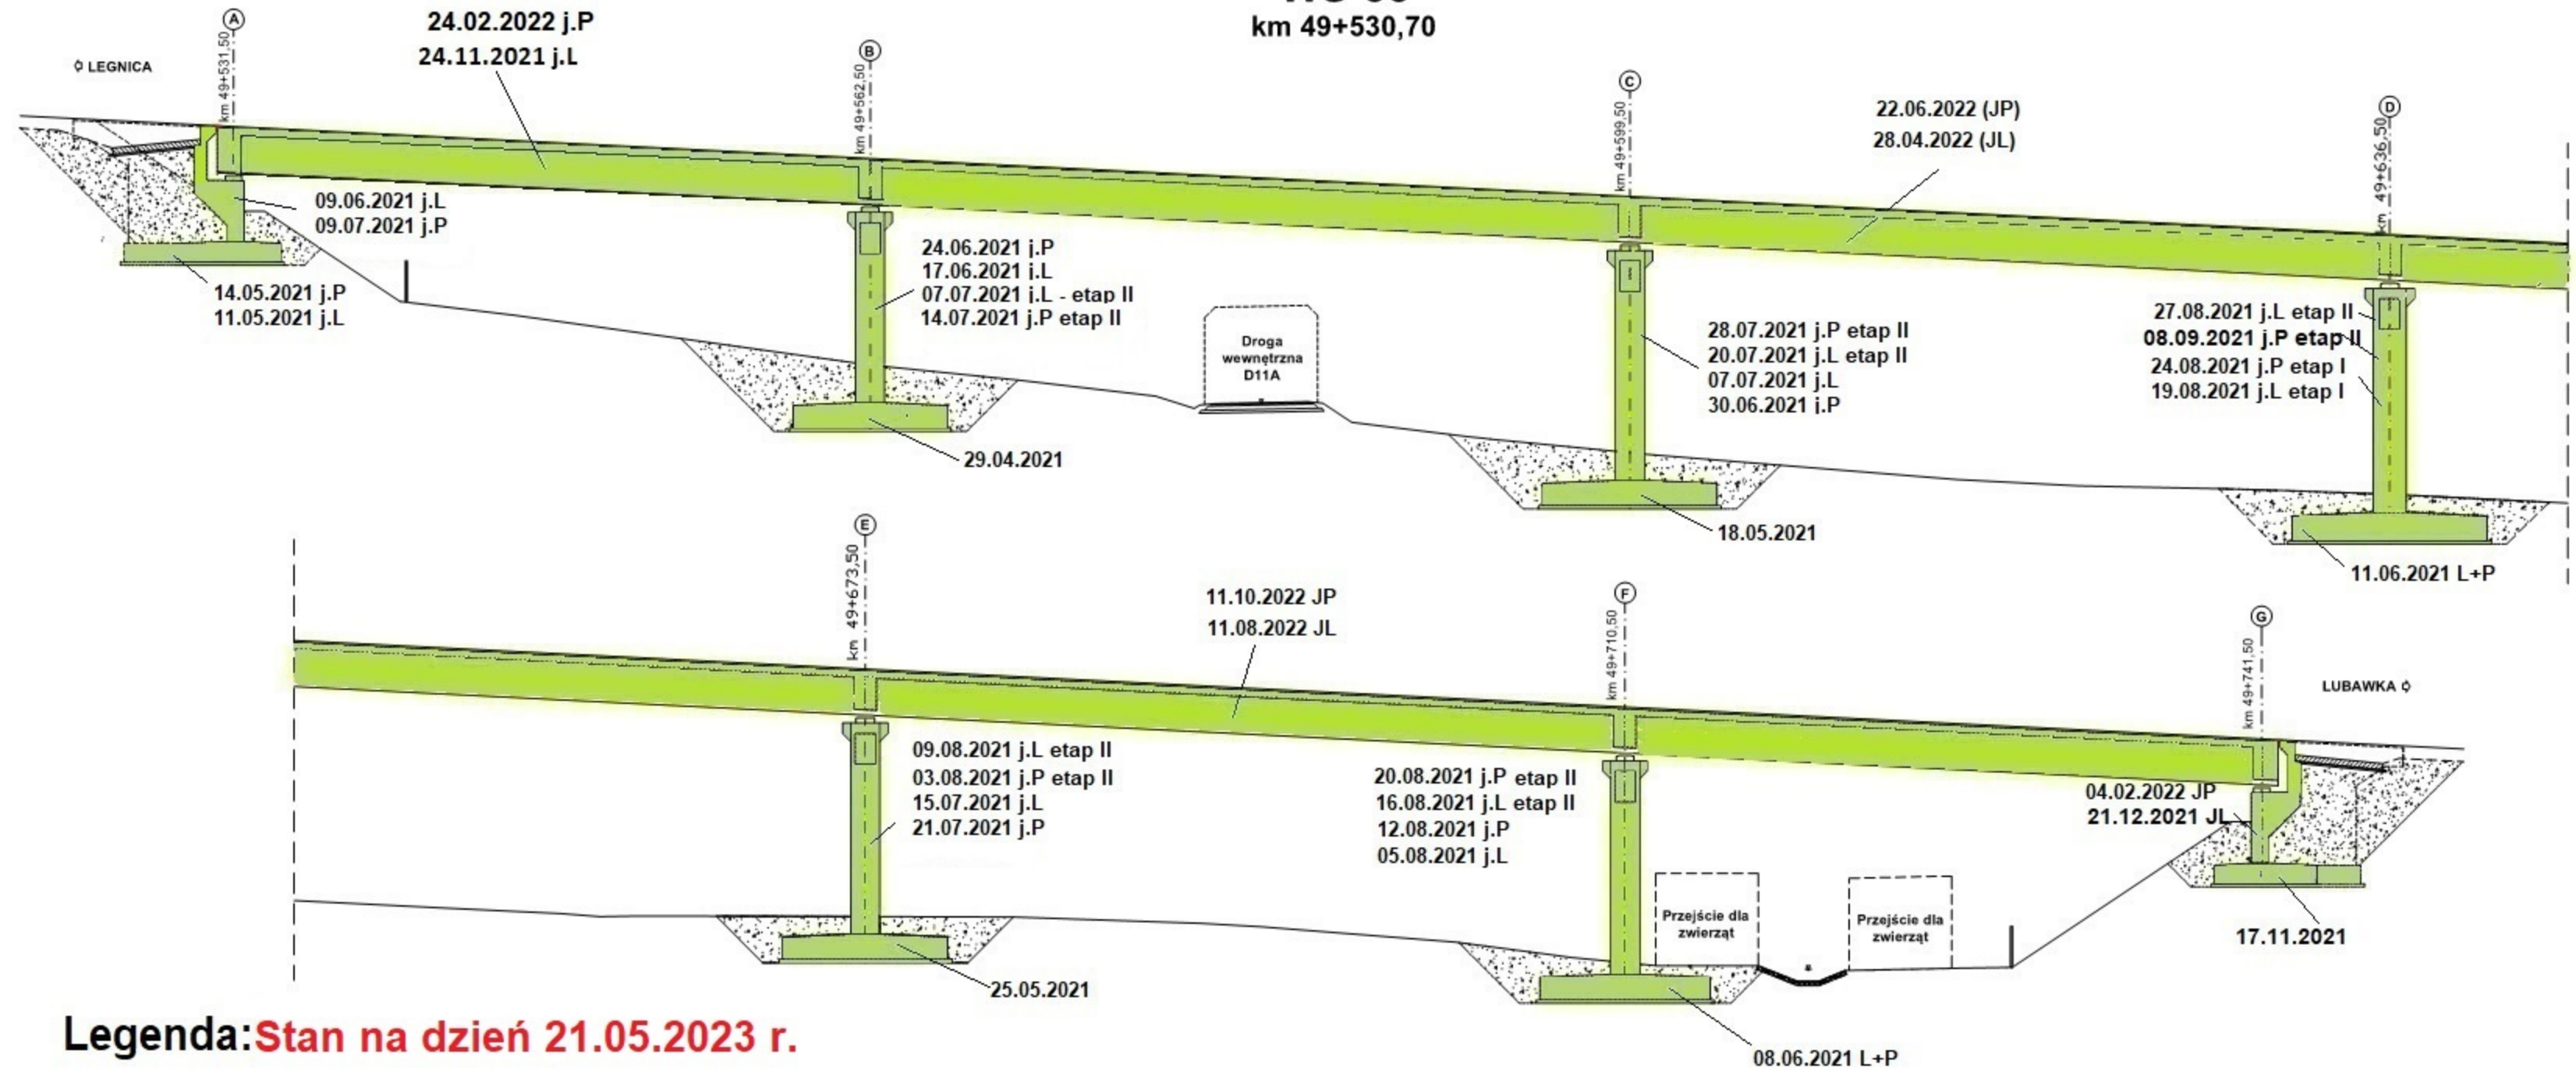 km 49+530,70
A
km 49+531,50
LEGNICA
24.02.2022 j.P
24.11.2021 j.L
B
km 49+562,50
C
km 49+599,50
22.06.2022 (JP)
28.04.2022 (JL)
D
km 49+636,50
09.06.2021 j.L
09.07.2021 j.P
14.05.2021 j.P
11.05.2021 j.L
24.06.2021 j.P
17.06.2021 j.L
07.07.2021 j.L - etap II
14.07.2021 j.P etap II
29.04.2021
Droga
wewnętrzna
D11A
28.07.2021 j.P etap II
20.07.2021 j.L etap II
07.07.2021 j.L
30.06.2021 j.P
18.05.2021
27.08.2021 j.L etap II
08.09.2021 j.P etap II
24.08.2021 j.P etap I
19.08.2021 j.L etap I
11.06.2021 L+P
E
km 49+673,50
11.10.2022 JP
11.08.2022 JL
F
km 49+710,50
G
km 49+741,50
LUBAWKA
09.08.2021 j.L etap II
03.08.2021 j.P etap II
15.07.2021 j.L
21.07.2021 j.P
25.05.2021
20.08.2021 j.P etap II
16.08.2021 j.L etap II
12.08.2021 j.P
05.08.2021 j.L
Przejście dla
zwierząt
Przejście dla
zwierząt
04.02.2022 JP
21.12.2021 JL
17.11.2021
08.06.2021 L+P
Legenda:Stan na dzień 21.05.2023 r.